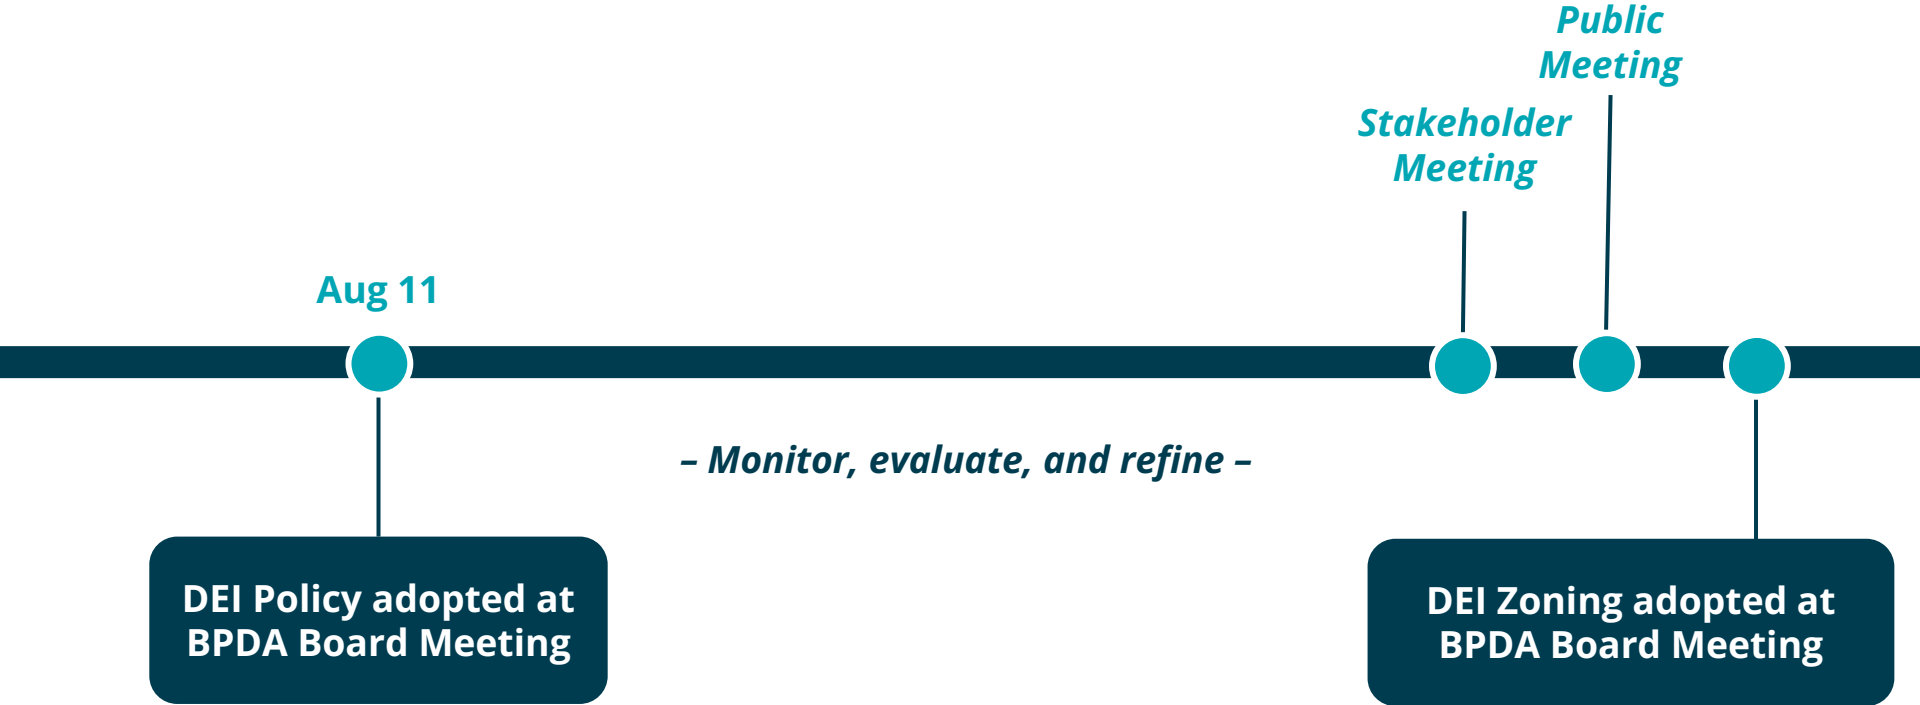 Public
Meeting
Stakeholder
Meeting
Aug 11
– Monitor, evaluate, and refine –
DEI Policy adopted at
BPDA Board Meeting
DEI Zoning adopted at
BPDA Board Meeting